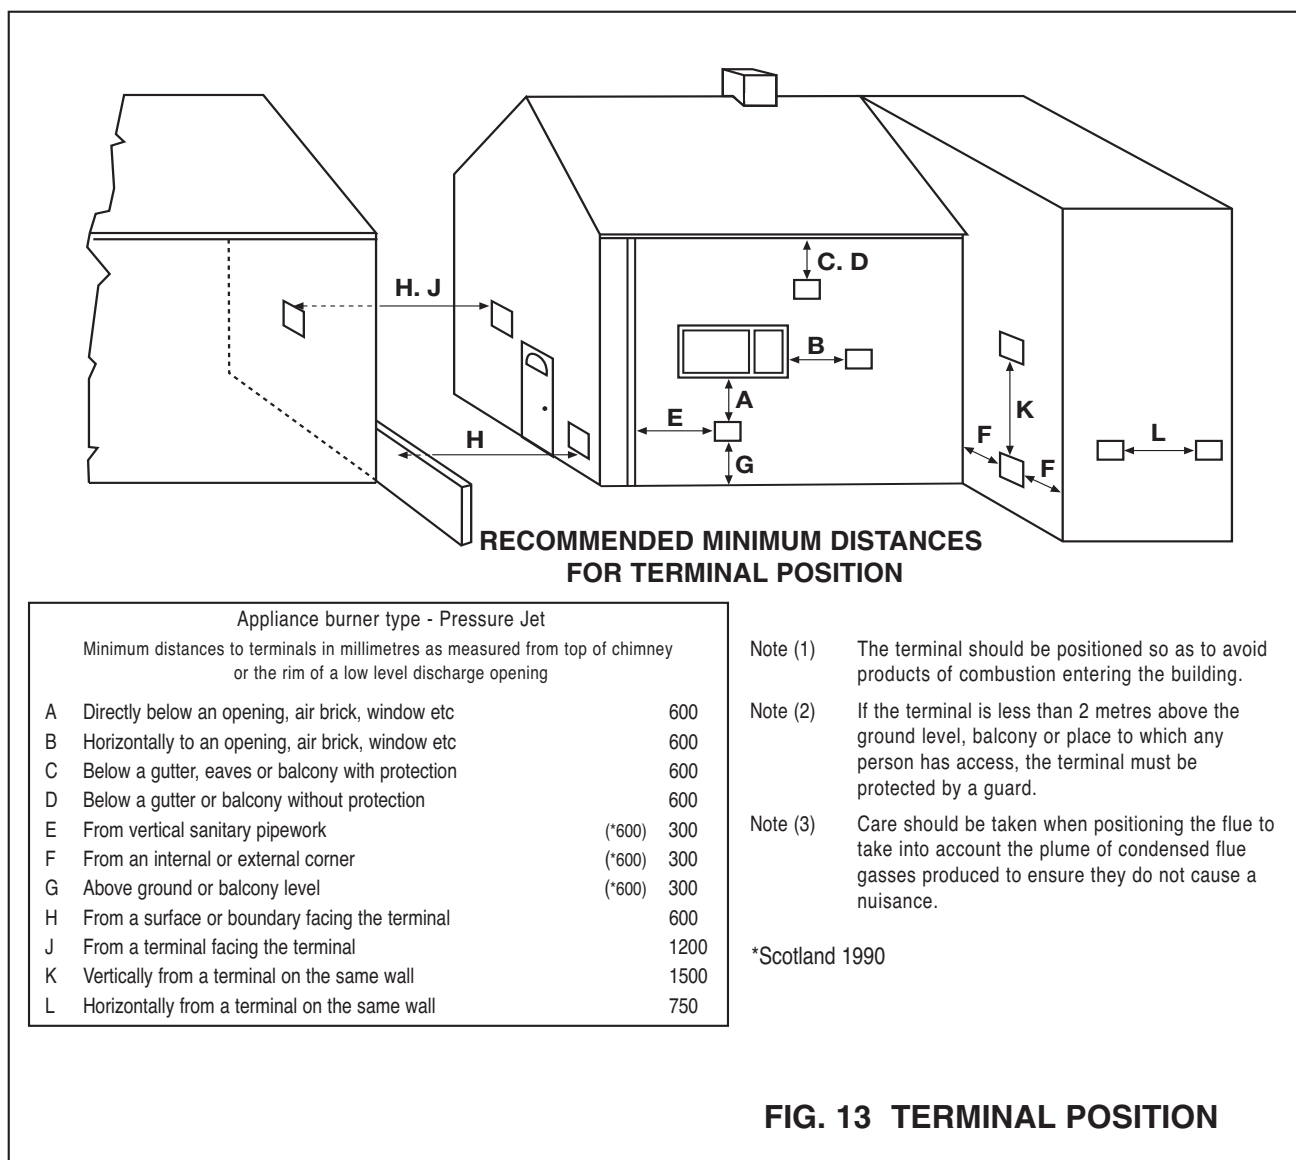 C. D
H. J
B
A
E
K
F
L
H
G
F
RECOMMENDED MINIMUM DISTANCES
FOR TERMINAL POSITION
Appliance burner type - Pressure Jet
Minimum distances to terminals in millimetres as measured from top of chimney
or the rim of a low level discharge opening
A Directly below an opening, air brick, window etc 600
B Horizontally to an opening, air brick, window etc 600
C Below a gutter, eaves or balcony with protection 600
D Below a gutter or balcony without protection 600
E From vertical sanitary pipework (*600) 300
F From an internal or external corner (*600) 300
G Above ground or balcony level (*600) 300
H From a surface or boundary facing the terminal 600
J From a terminal facing the terminal 1200
K Vertically from a terminal on the same wall 1500
L Horizontally from a terminal on the same wall 750
Note (1) The terminal should be positioned so as to avoid
products of combustion entering the building.
Note (2) If the terminal is less than 2 metres above the
ground level, balcony or place to which any
person has access, the terminal must be
protected by a guard.
Note (3) Care should be taken when positioning the flue to
take into account the plume of condensed flue
gasses produced to ensure they do not cause a
nuisance.
*Scotland 1990
FIG. 13 TERMINAL POSITION